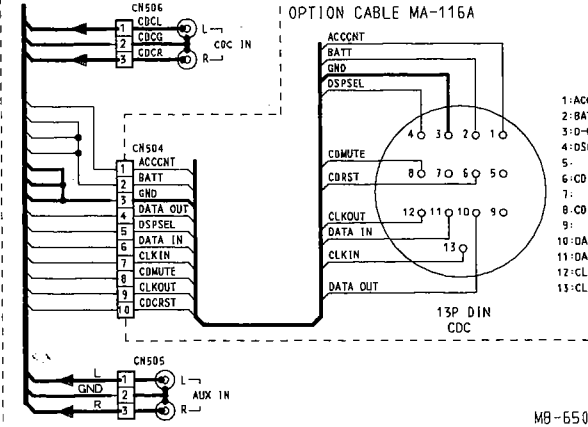 OPTION CABLE MA-116A
CN506
CDCL
CDCG
CDCR
1
2
3
L
R
CDC IN
ACCCNT
BATT
GND
DSPSEL
CDMUTE
CDRST
CLKOUT
DATA IN
CLKIN
DATA OUT
4 3 2 1
8 7 6 5
12 11 10 9
13
13P DIN
CDC
1:ACC
2:BA
3:D-
4:DS
5:
6:CD
7:
8.CD
9:
10:DA
11:DA
12:CL
13:CL
CN504
1 ACCCNT
2 BATT
3 GND
4 DATA OUT
5 DSPSEL
6 DATA IN
7 CLKIN
8 CDMUTE
9 CLKOUT
10 CDCRST
CN505
L
GND
R
1
2
3
L
R
AUX IN
M8-650